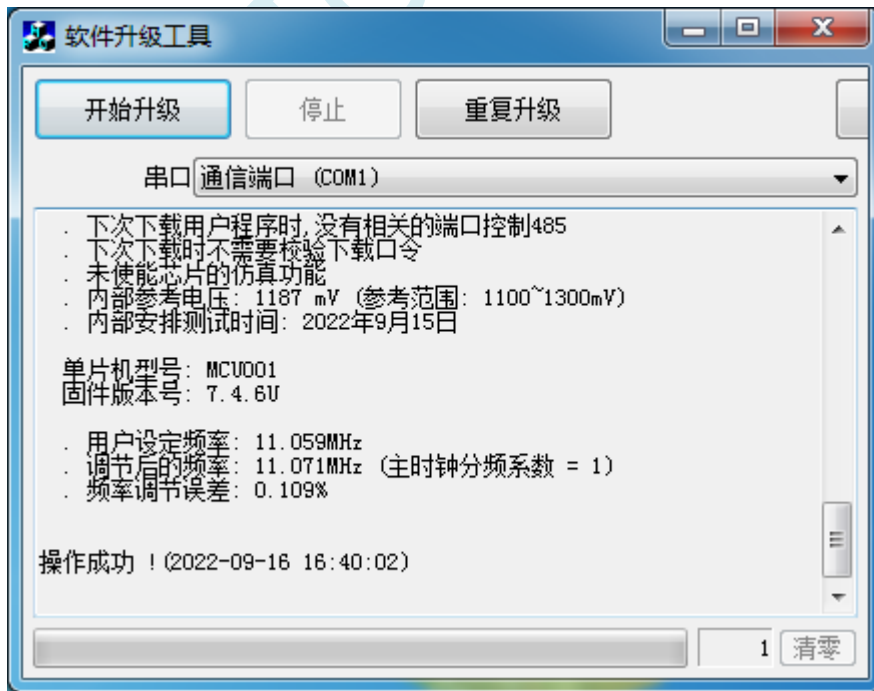 软件升级工具
开始升级 停止 重复升级
串口 通信端口 (COM1)
. 下次下载用户程序时,没有相关的端口控制485
. 下次下载时不需要校验下载口令
. 未使能芯片的仿真功能
. 内部参考电压: 1187 mV (参考范围: 1100~1300mV)
. 内部安排测试时间: 2022年9月15日
单片机型号: MCU001
固件版本号: 7.4.6U
. 用户设定频率: 11.059MHz
. 调节后的频率: 11.071MHz (主时钟分频系数 = 1)
. 频率调节误差: 0.109%
操作成功 !(2022-09-16 16:40:02)
1 清零